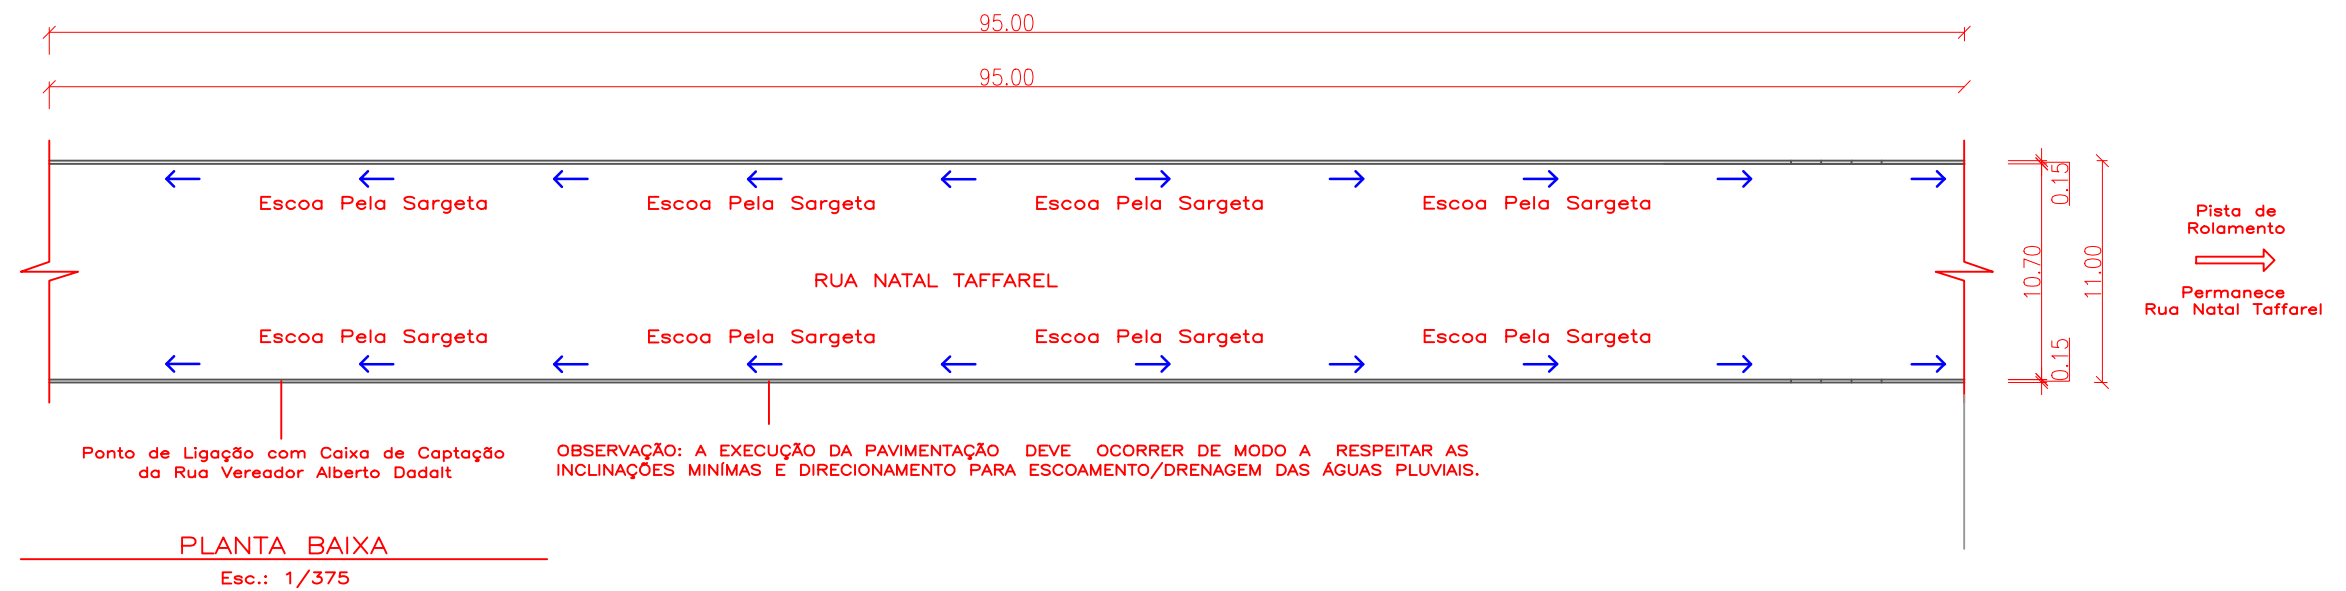 95.00
95.00
Escoa Pela Sargeta Escoa Pela Sargeta Escoa Pela Sargeta Escoa Pela Sargeta
0.15
Pista de
Rolamento
RUA NATAL TAFFAREL
10.70
11.00
Permanece
Rua Natal Taffarel
Escoa Pela Sargeta Escoa Pela Sargeta Escoa Pela Sargeta Escoa Pela Sargeta
0.15
Ponto de Ligação com Caixa de Captação
da Rua Vereador Alberto Dadalt
OBSERVAÇÃO: A EXECUÇÃO DA PAVIMENTAÇÃO DEVE OCORRER DE MODO A RESPEITAR AS
INCLINAÇÕES MINÍMAS E DIRECIONAMENTO PARA ESCOAMENTO/DRENAGEM DAS ÁGUAS PLUVIAIS.
PLANTA BAIXA
Esc.: 1/375